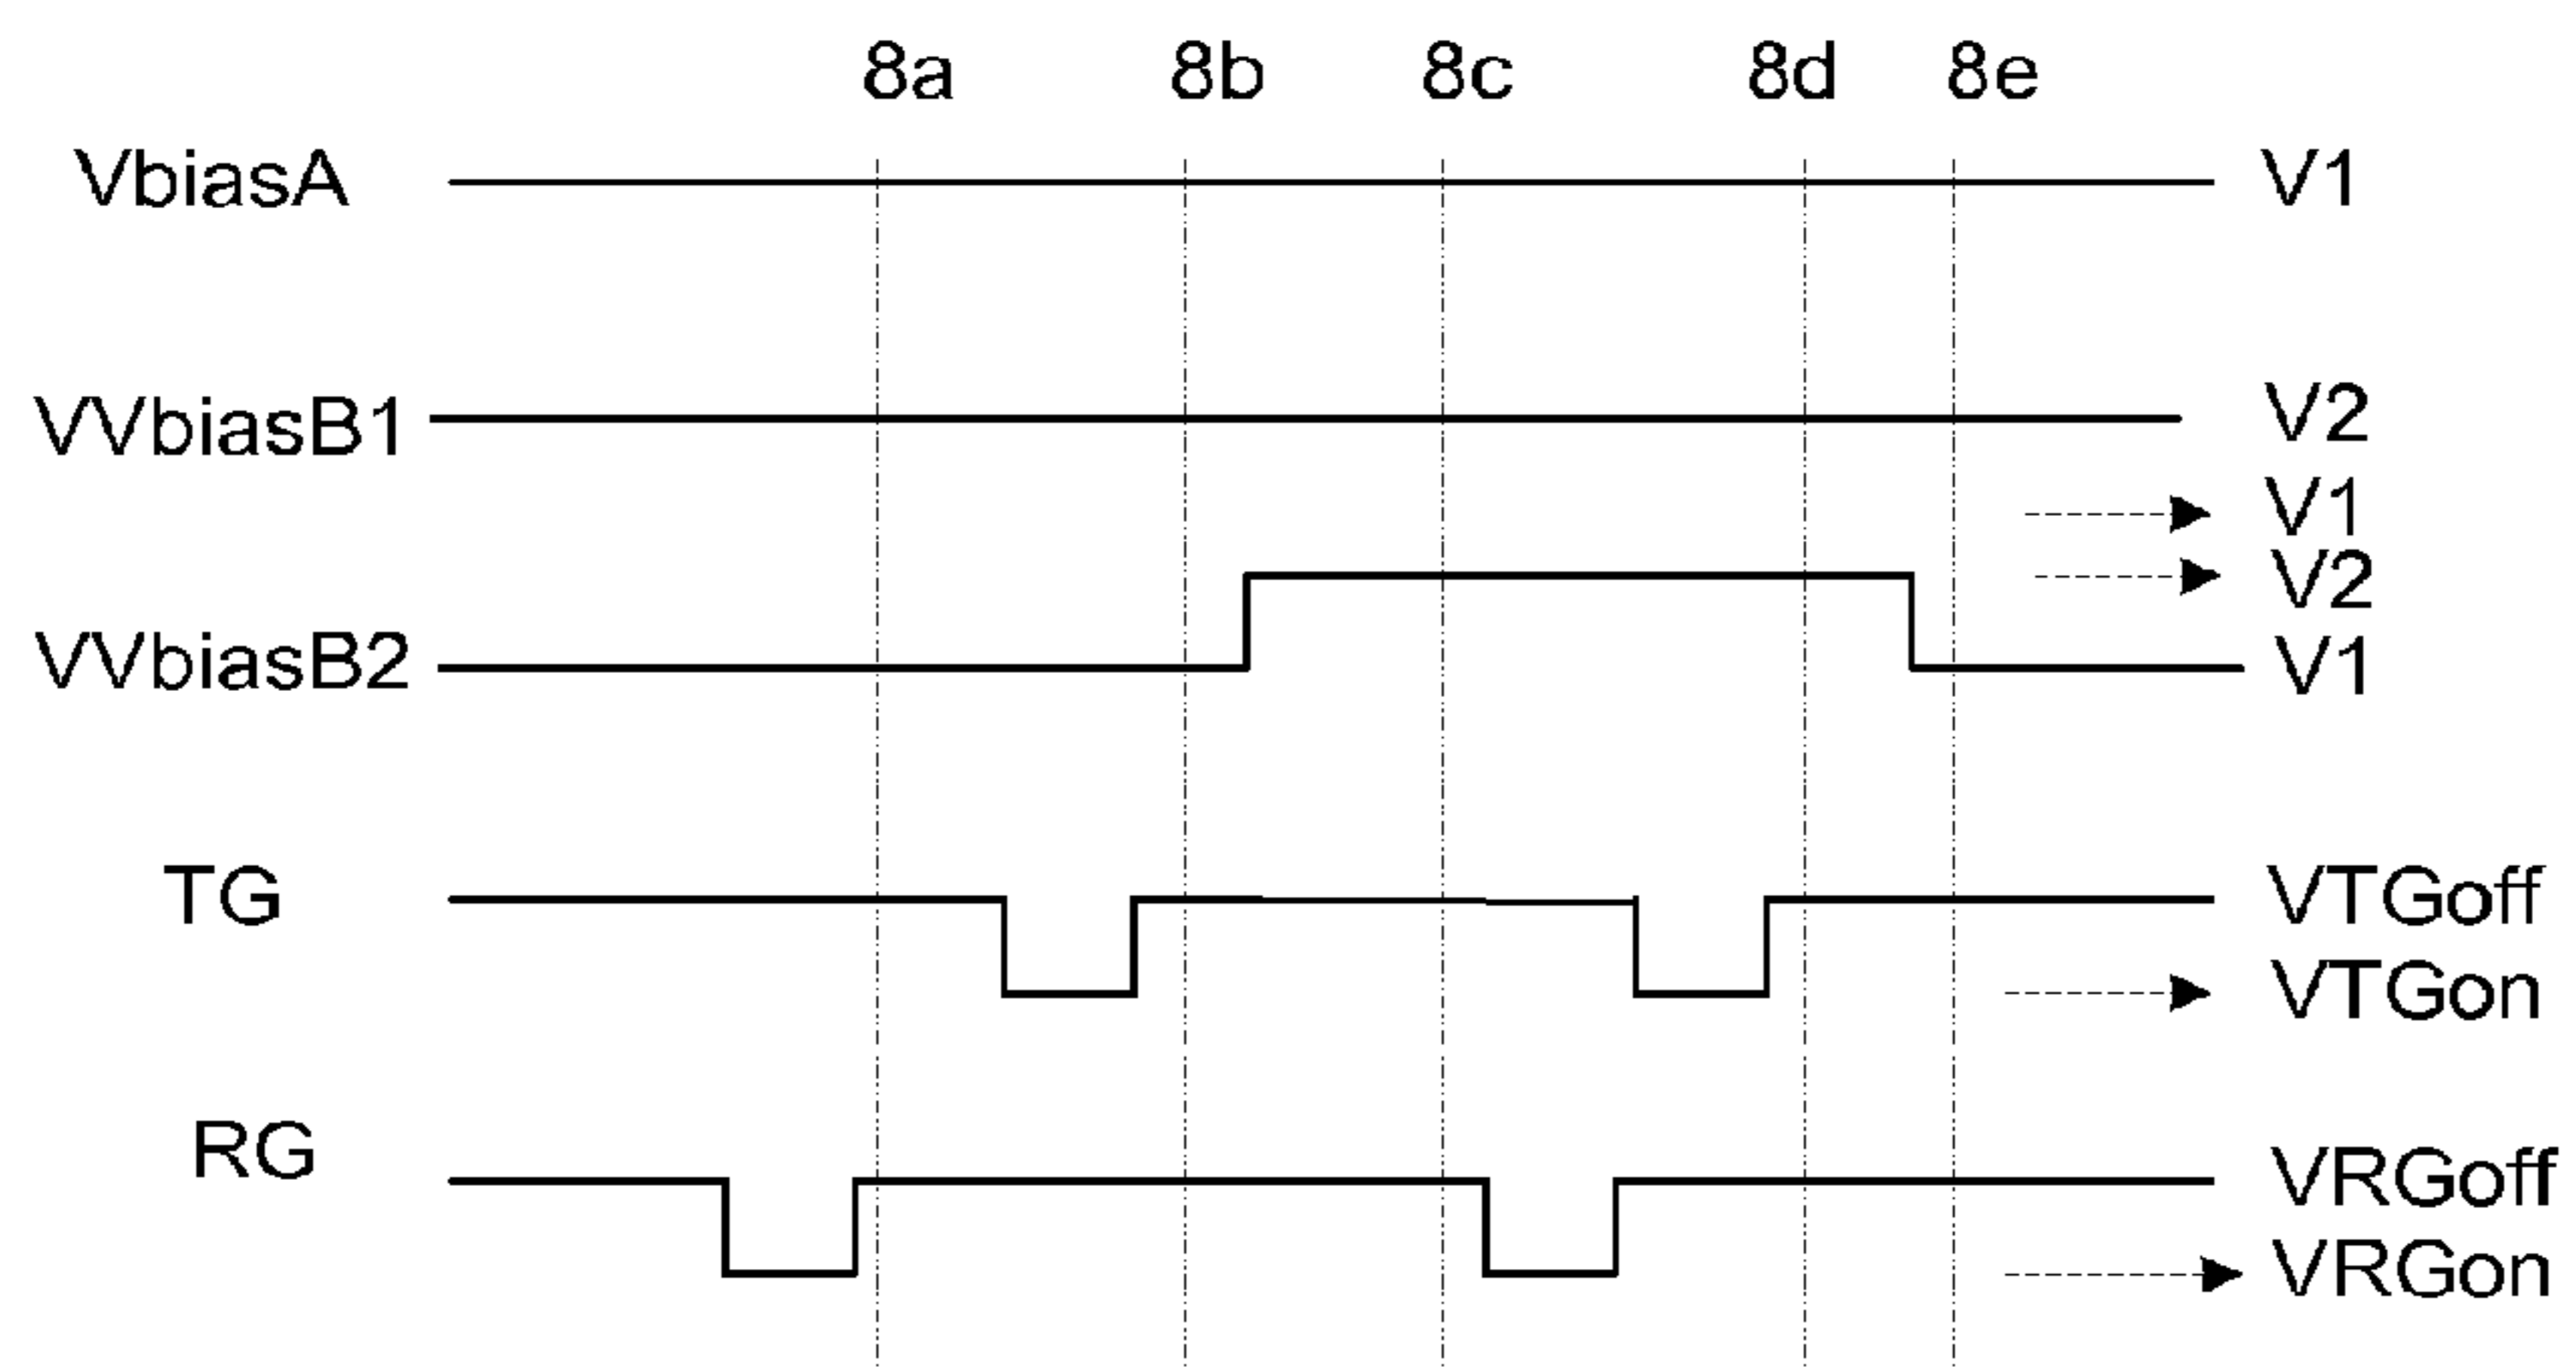 8a 8b 8c 8d 8e
VbiasA V1
VVbiasB1 V2
V1
V2
VVbiasB2 V1
TG VTGoff
VTGon
RG VRGoff
VRGon